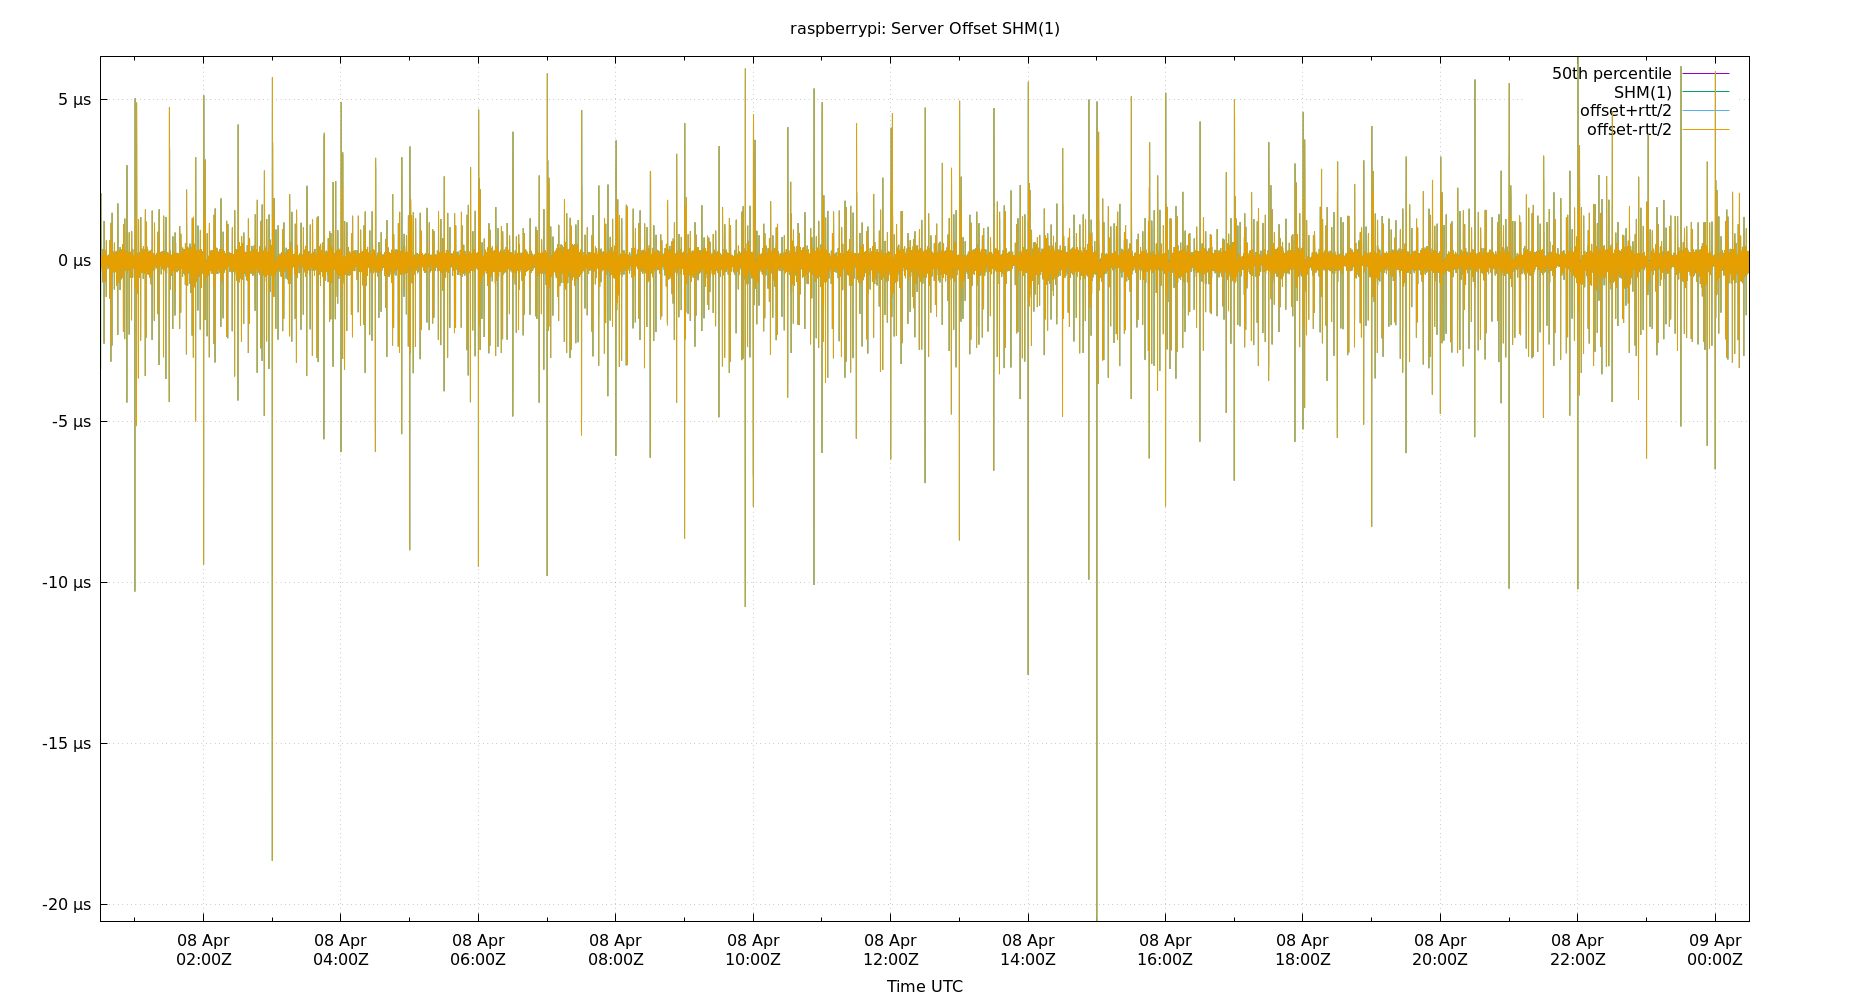 raspberrypi: Server Offset SHM(1)
50th percentile
SHM(1)
offset+rtt/2
offset-rtt/2
5 µs
0 µs
-5 µs
-10 µs
-15 µs
-20 µs
08 Apr 08 Apr 08 Apr 08 Apr 08 Apr 08 Apr 08 Apr 08 Apr 08 Apr 08 Apr 08 Apr 09 Apr
02:00Z 04:00Z 06:00Z 08:00Z 10:00Z 12:00Z 14:00Z 16:00Z 18:00Z 20:00Z 22:00Z 00:00Z
Time UTC